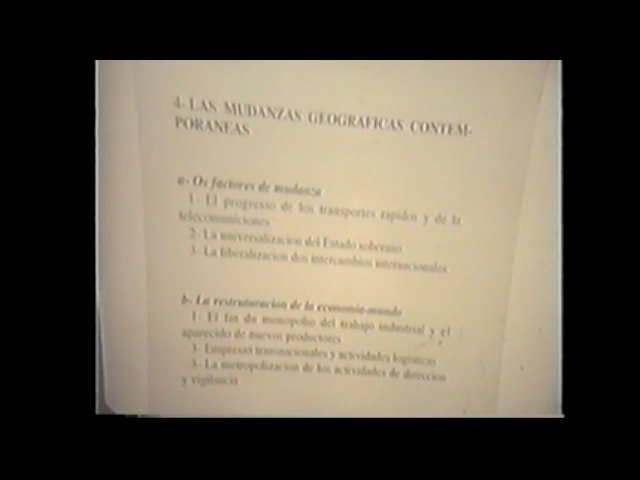 4- LAS MUDANZAS GEOGRAFICAS CONTEM-
PORANEAS
a- Os factores de mudanza
1- El progresso de los transportes rapidos y de la
telecomuniciones
2- La universalizacion del Estado soberano
3- La liberalizacion dos intercambios internacionales
b- La restruturacion de la economia-mundo
1- El fin du monopolio del trabajo industrial y el
aparecido de nuevos productores
3- Empresas transnacionales y actividades logisticas
3- La metropolizacion de los actividades de direccion
y vigilancia